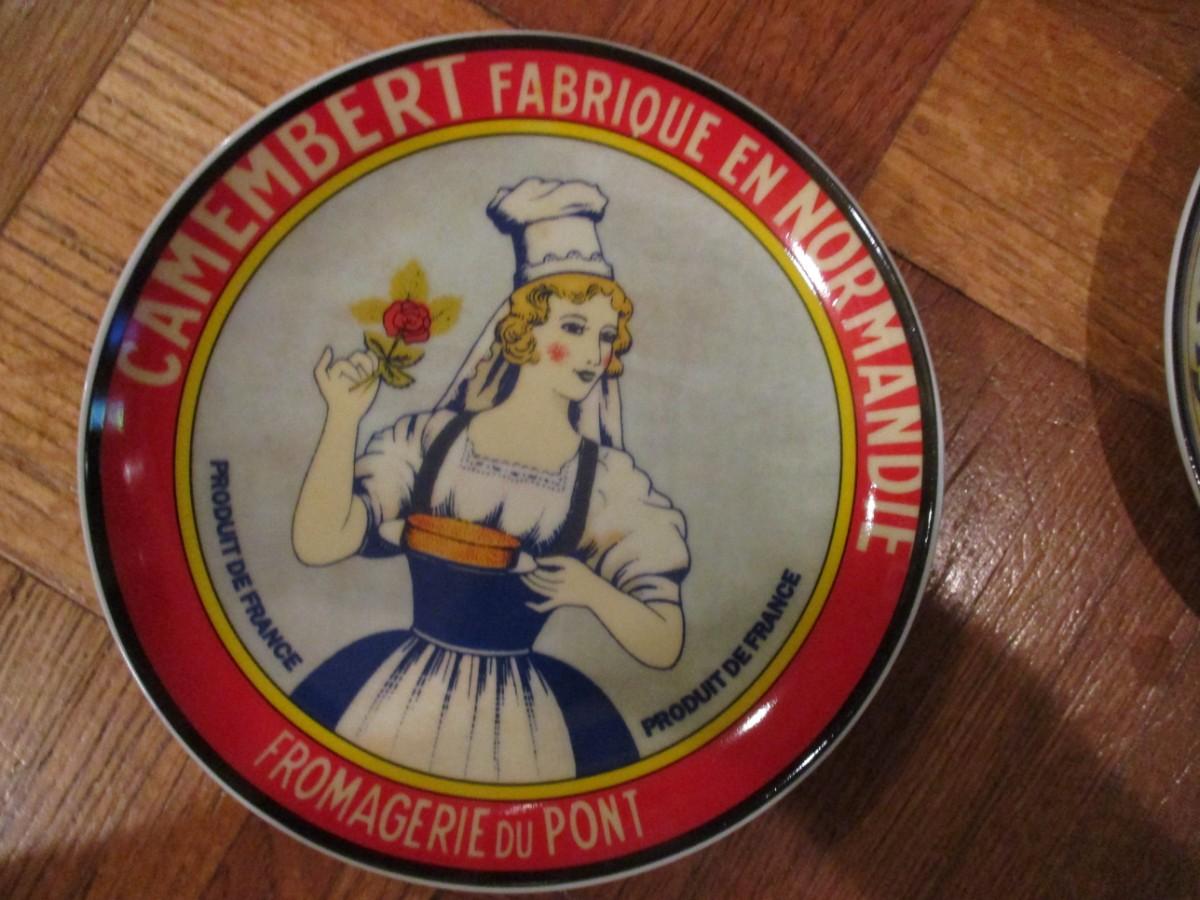 CAMEMBERT FABRIQUE EN NORMANDIE
PRODUIT DE FRANCE
PRODUIT DE FRANCE
FROMAGERIE DU PONT